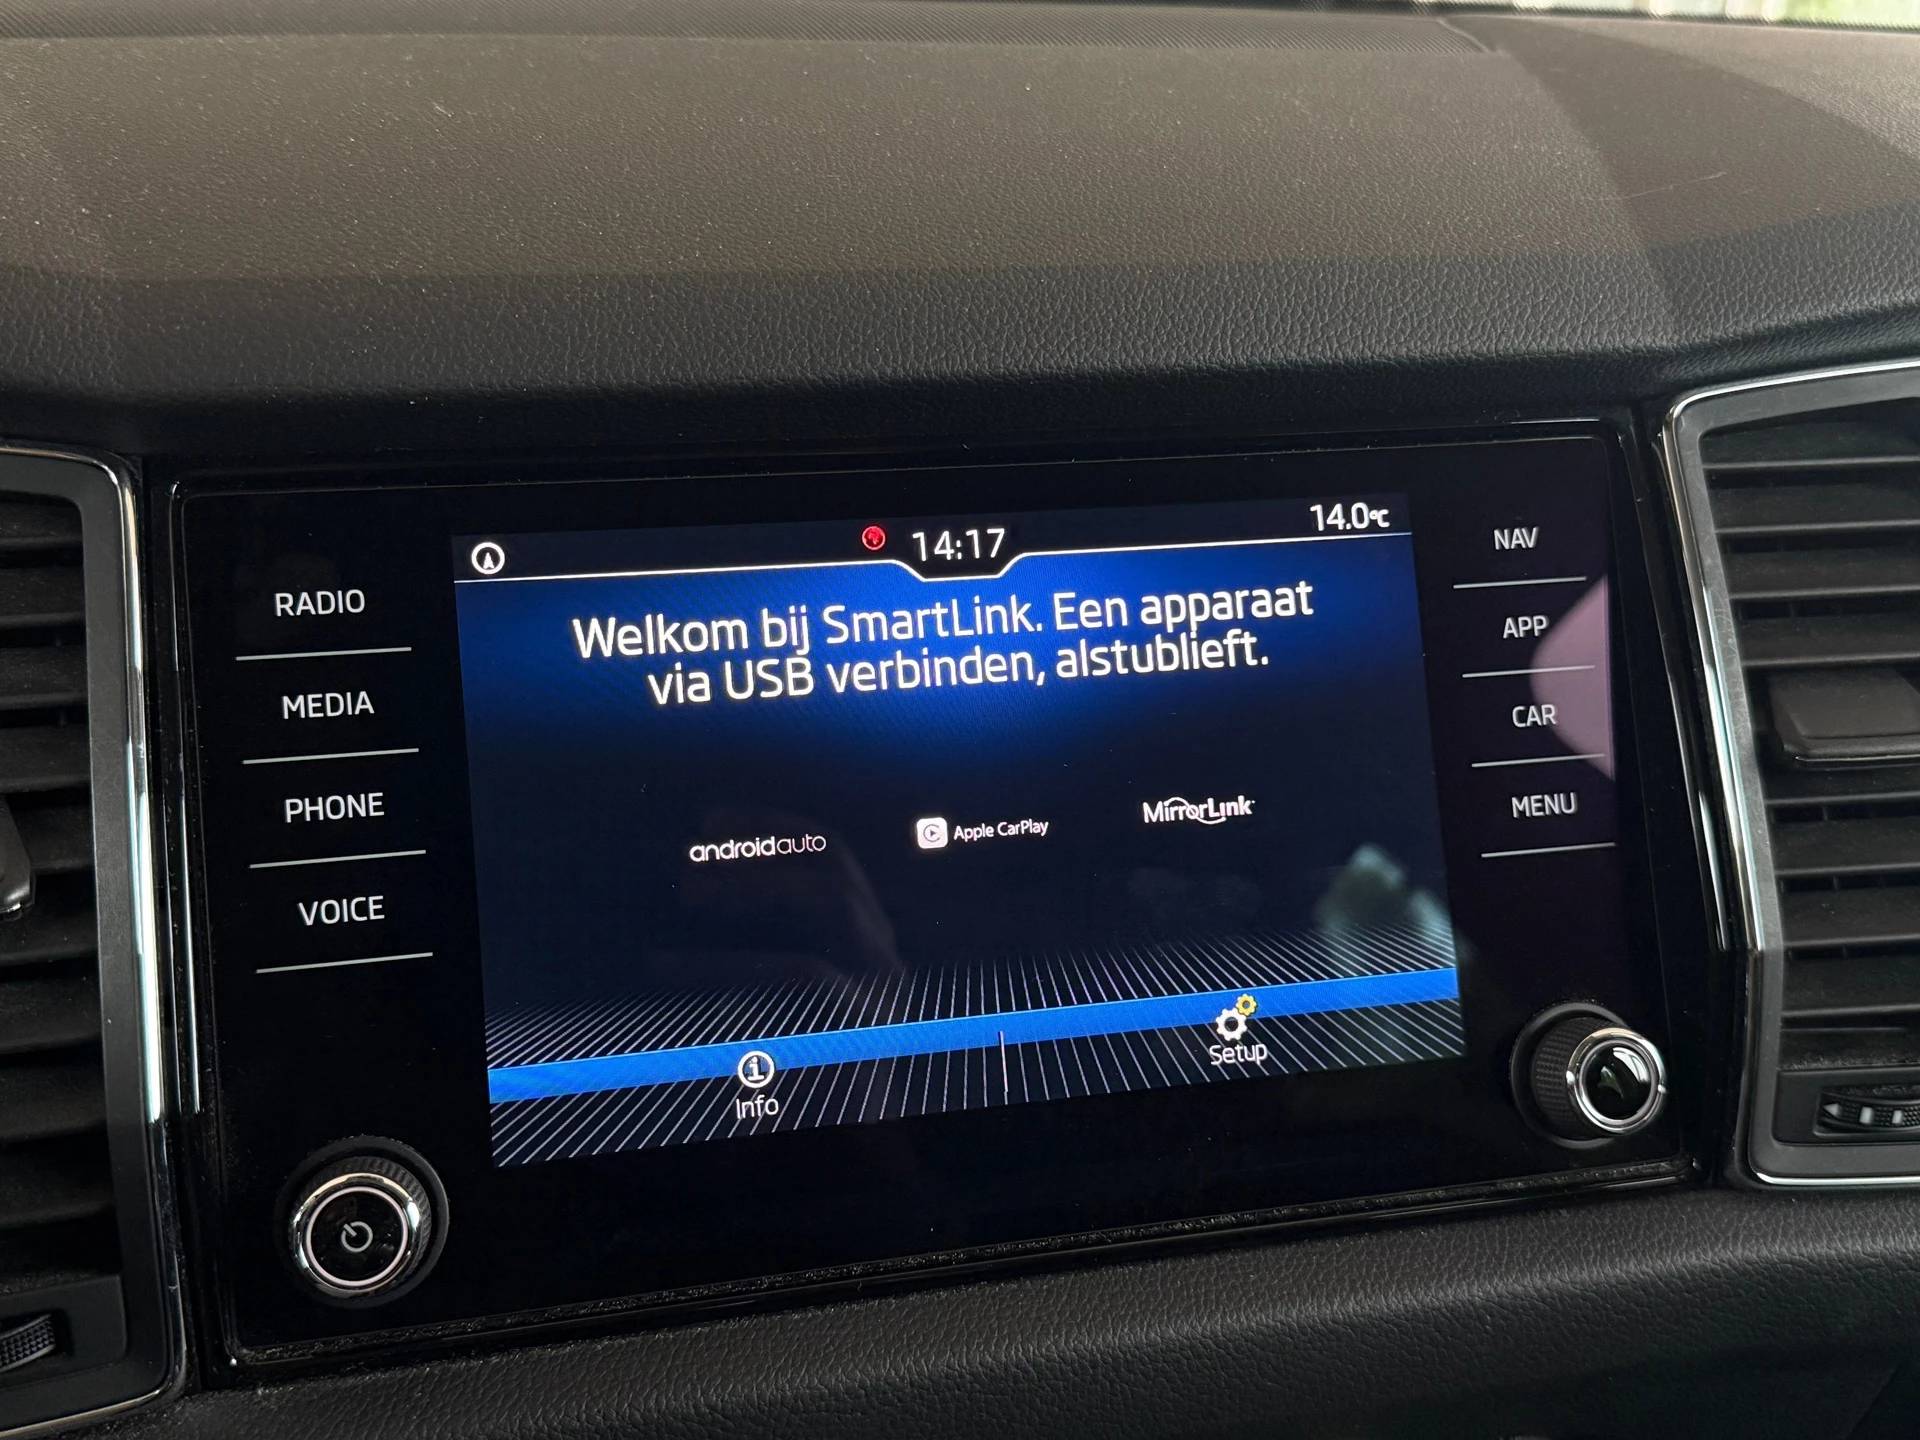 14:17
14.0°C
RADIO
MEDIA
PHONE
VOICE
Welkom bij SmartLink. Een apparaat
via USB verbinden, alstublieft.
androidauto
Apple CarPlay
MirrorLink
Info
Setup
NAV
APP
CAR
MENU